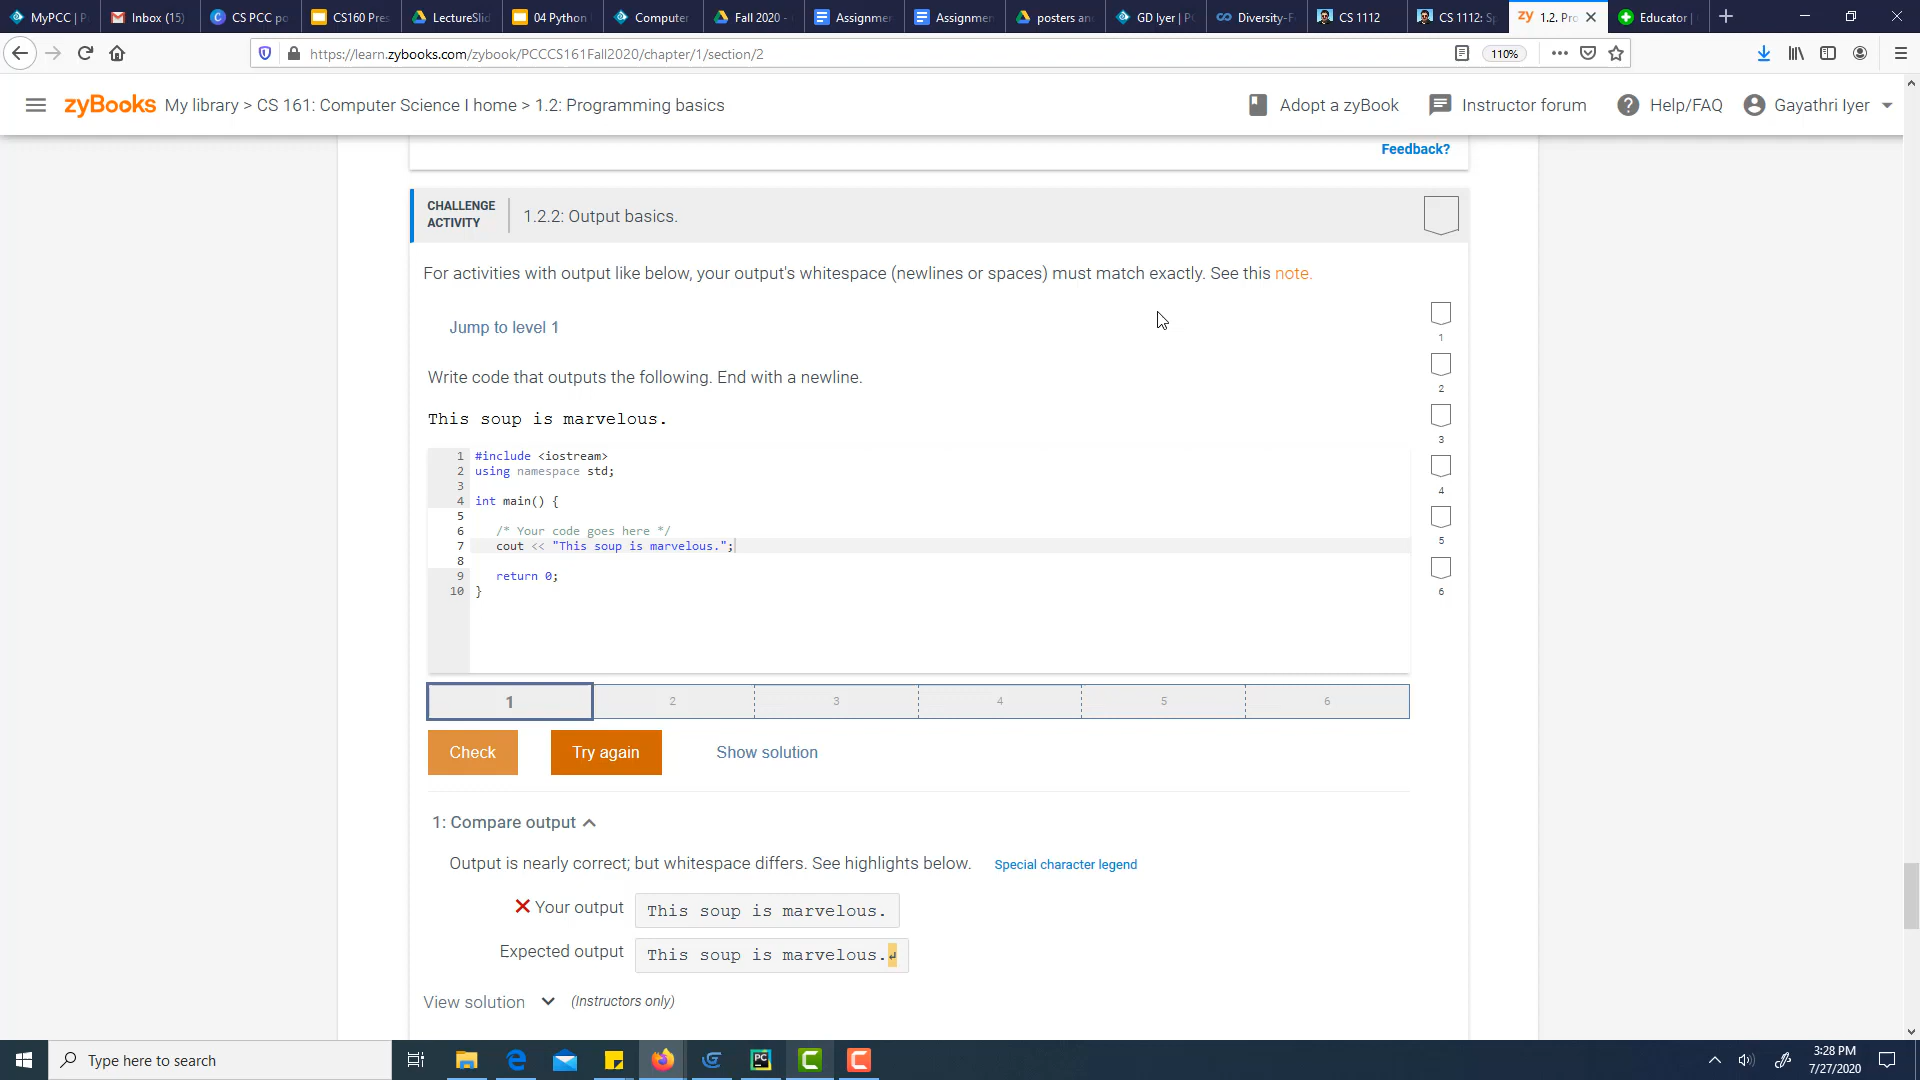 MyPCC | P
Inbox (15)
CS PCC po
CS160 Pres
LectureSlid
04 Python
Computer
Fall 2020 -
Assignmen
Assignmen
posters an
GD Iyer | P
Diversity-F
CS 1112
CS 1112: S
zy 1.2. Pro
Educator |
https://learn.zybooks.com/zybook/PCCCS161Fall2020/chapter/1/section/2
110%
zyBooks My library > CS 161: Computer Science I home > 1.2: Programming basics
Adopt a zyBook
Instructor forum
Help/FAQ
Gayathri Iyer
Feedback?
CHALLENGE
ACTIVITY
1.2.2: Output basics.
For activities with output like below, your output's whitespace (newlines or spaces) must match exactly. See this note.
Jump to level 1
1
2
3
4
5
6
Write code that outputs the following. End with a newline.
This soup is marvelous.
1 #include <iostream>
2 using namespace std;
3
4 int main() {
5
6 /* Your code goes here */
7 cout << "This soup is marvelous.";
8
9 return 0;
10 }
1 2 3 4 5 6
Check Try again Show solution
1: Compare output
Output is nearly correct; but whitespace differs. See highlights below. Special character legend
Your output This soup is marvelous.
Expected output This soup is marvelous.↲
View solution (Instructors only)
Type here to search
PC
3:28 PM
7/27/2020